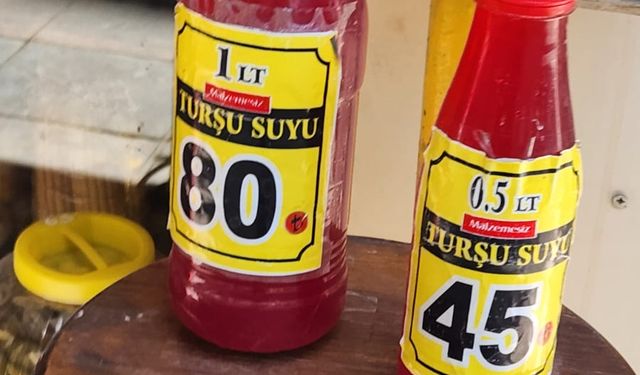 1 LT
Malzemesiz
TURŞU SUYU
80 ₺
0.5 LT
Malzemesiz
TURŞU SUYU
45 ₺